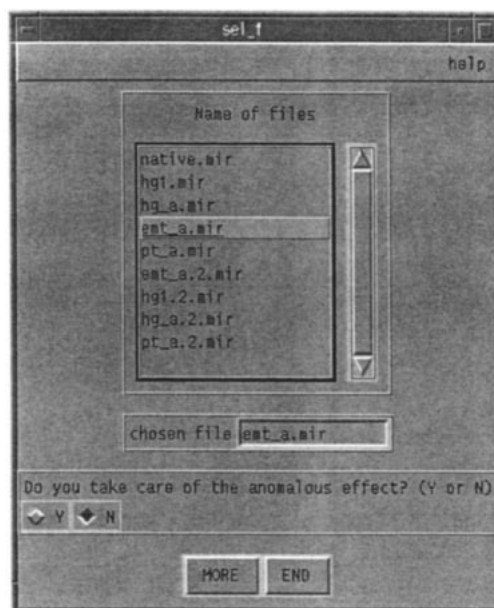 sel_f
help
Name of files
native.mir
hg1.mir
hg_a.mir
emt_a.mir
pt_a.mir
emt_a.2.mir
hg1.2.mir
hg_a.2.mir
pt_a.2.mir
chosen file emt_a.mir
Do you take care of the anomalous effect? (Y or N)
Y N
MORE END